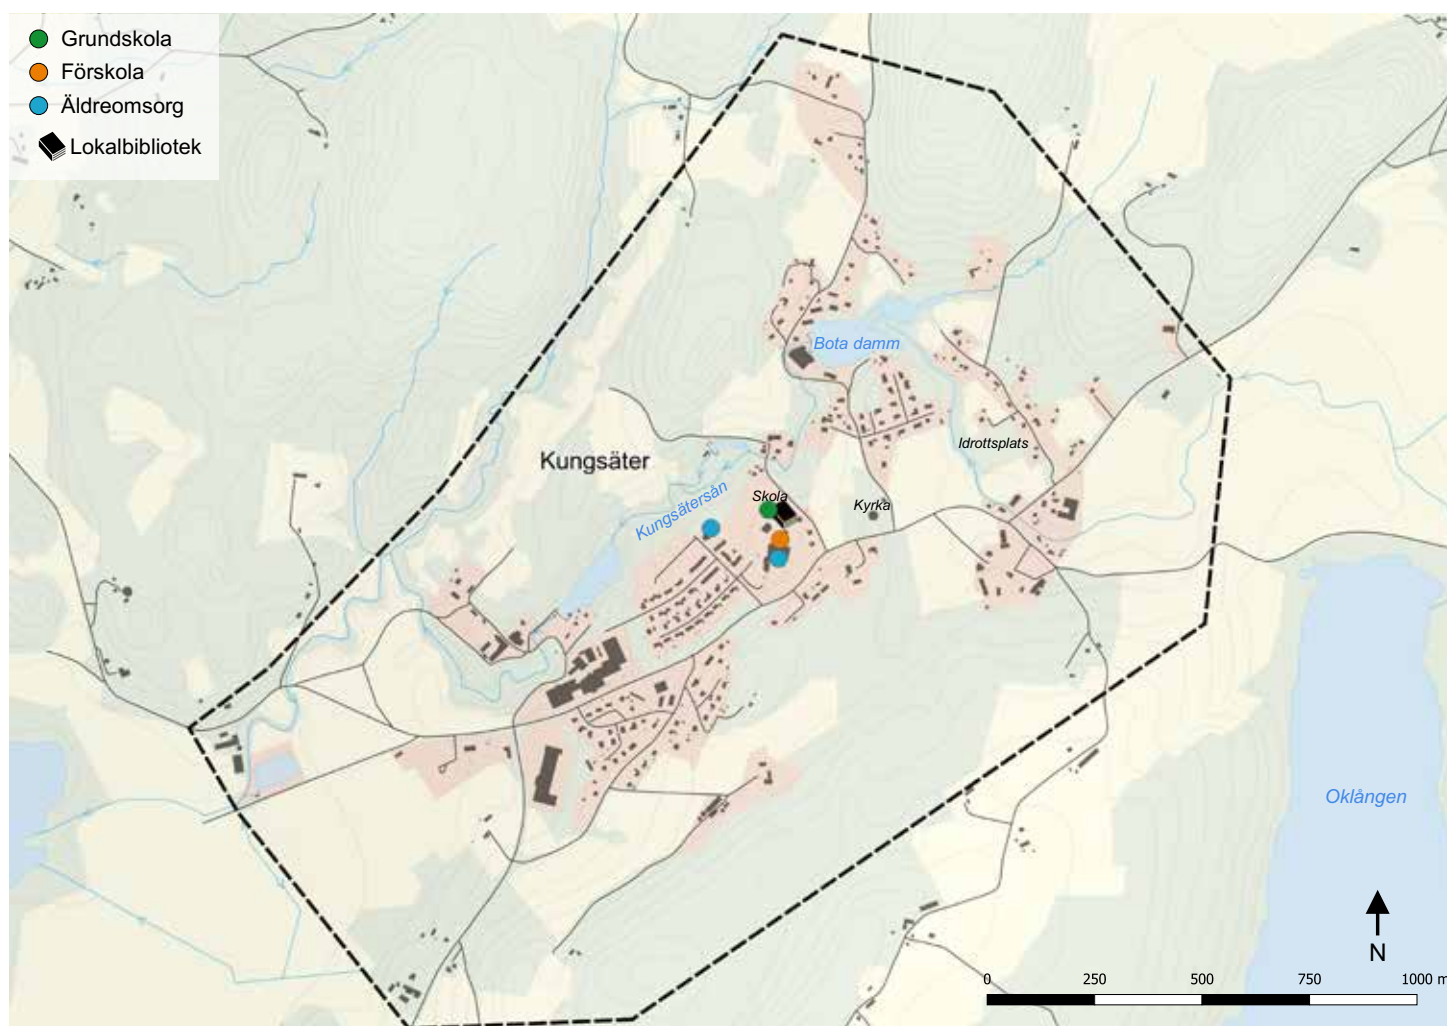 Grundskola
Förskola
Äldreomsorg
Lokalbibliotek
Bota damm
Idrottsplats
Kungsäter
Kungsätersån
Skola
Kyrka
Oklången
N
0 250 500 750 1000 m